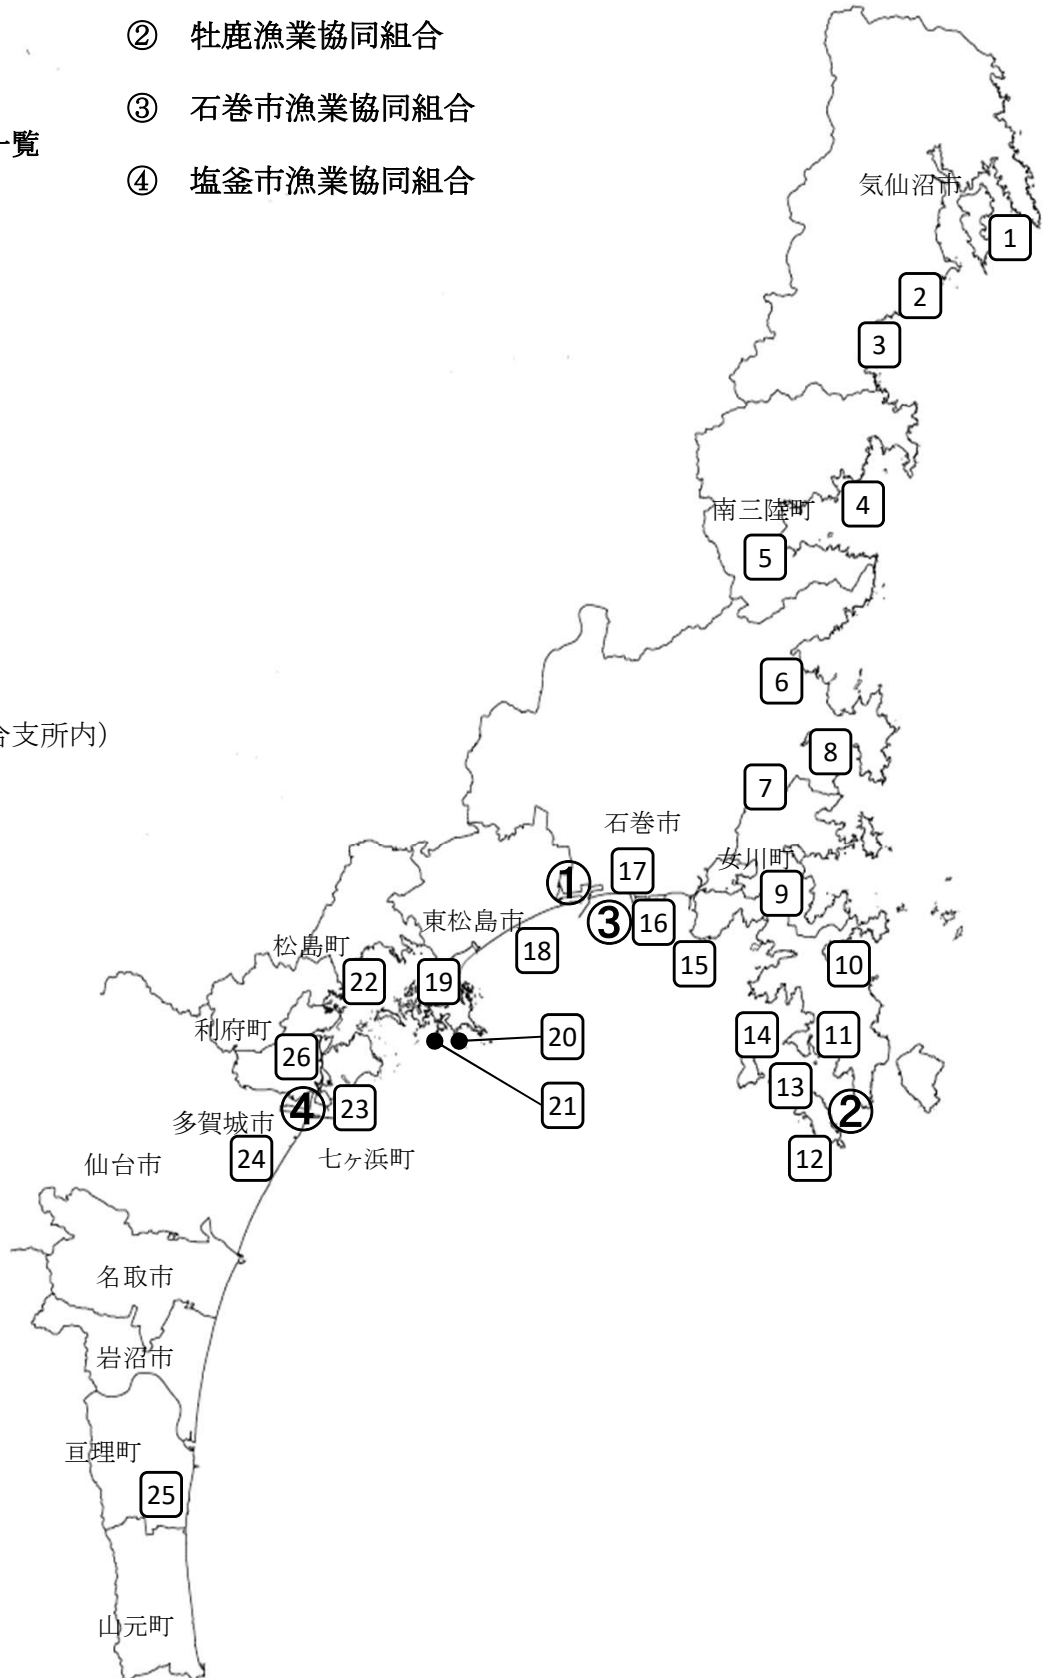 ② 牡鹿漁業協同組合
③ 石巻市漁業協同組合
一覧
④ 塩釜市漁業協同組合
気仙沼市
1
2
3
南三陸町
4
5
6
合支所内）
8
7
石巻市
女川町
17
①
9
③
16
東松島市
18
松島町
15
10
22
19
利府町
14
11
20
26
13
21
④
23
②
多賀城市
24
七ヶ浜町
12
仙台市
名取市
岩沼市
亘理町
25
山元町